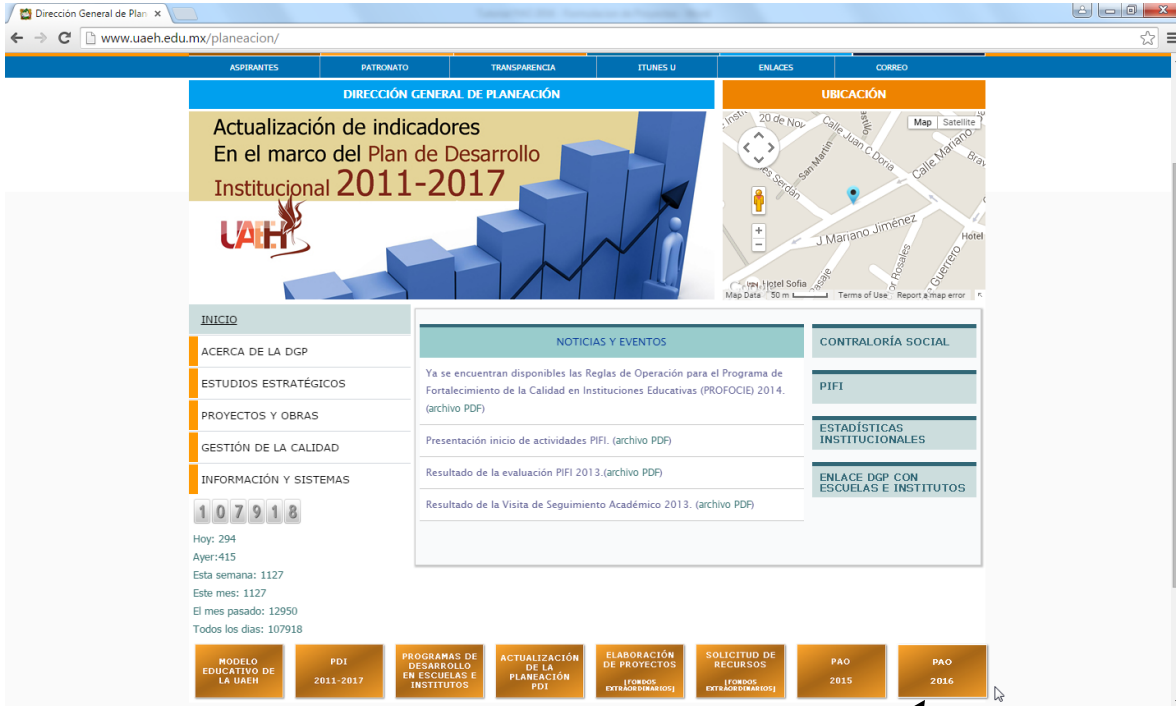 Dirección General de Plan
www.uaeh.edu.mx/planeacion/
ASPIRANTES
PATRONATO
TRANSPARENCIA
ITUNES U
ENLACES
CORREO
DIRECCIÓN GENERAL DE PLANEACIÓN
UBICACIÓN
Actualización de indicadores
En el marco del Plan de Desarrollo
Institucional 2011-2017
UAEH
20 de Nov
Calle Juan C Doria
Calle Mariano
Bray
San Martin
es Serdán
J Mariano Jiménez
Rosales
Guerrero
Hotel
Hotel Sofia
Map
Satellite
Map Data
50 m
Terms of Use
Report a map error
INICIO
ACERCA DE LA DGP
ESTUDIOS ESTRATÉGICOS
PROYECTOS Y OBRAS
GESTIÓN DE LA CALIDAD
INFORMACIÓN Y SISTEMAS
107918
Hoy: 294
Ayer:415
Esta semana: 1127
Este mes: 1127
El mes pasado: 12950
Todos los dias: 107918
NOTICIAS Y EVENTOS
Ya se encuentran disponibles las Reglas de Operación para el Programa de
Fortalecimiento de la Calidad en Instituciones Educativas (PROFOCIE) 2014.
(archivo PDF)
Presentación inicio de actividades PIFI. (archivo PDF)
Resultado de la evaluación PIFI 2013.(archivo PDF)
Resultado de la Visita de Seguimiento Académico 2013. (archivo PDF)
CONTRALORÍA SOCIAL
PIFI
ESTADÍSTICAS
INSTITUCIONALES
ENLACE DGP CON
ESCUELAS E INSTITUTOS
MODELO
EDUCATIVO DE
LA UAEH
PDI
2011-2017
PROGRAMAS DE
DESARROLLO
EN ESCUELAS E
INSTITUTOS
ACTUALIZACIÓN
DE LA
PLANEACIÓN
PDI
ELABORACIÓN
DE PROYECTOS
[FONDOS
EXTRAORDINARIOS]
SOLICITUD DE
RECURSOS
[FONDOS
EXTRAORDINARIOS]
PAO
2015
PAO
2016